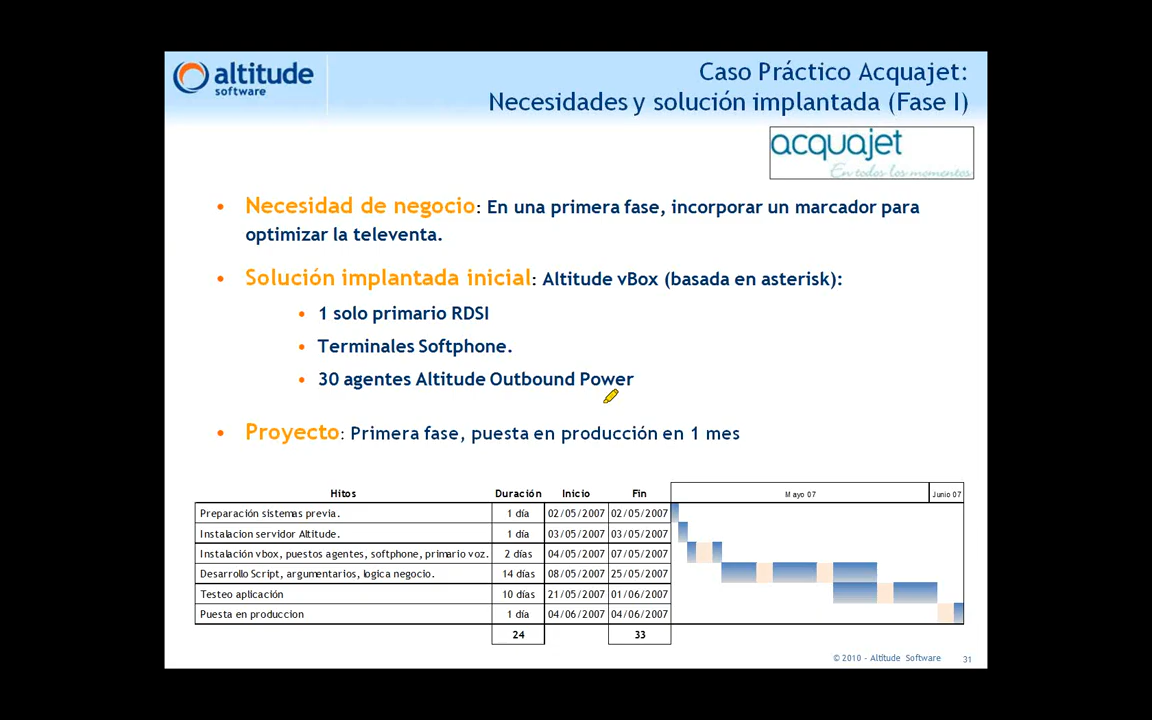 altitude
software
Caso Práctico Acquajet:
Necesidades y solución implantada (Fase I)
acquajet
En todos los momentos
• Necesidad de negocio: En una primera fase, incorporar un marcador para
optimizar la televenta.
• Solución implantada inicial: Altitude vBox (basada en asterisk):
• 1 solo primario RDSI
• Terminales Softphone.
• 30 agentes Altitude Outbound Power
• Proyecto: Primera fase, puesta en producción en 1 mes
Hitos Duración Inicio Fin Mayo 07 Junio 07
Preparación sistemas previa. 1 día 02/05/2007 02/05/2007
Instalacion servidor Altitude. 1 día 03/05/2007 03/05/2007
Instalación vbox, puestos agentes, softphone, primario voz. 2 días 04/05/2007 07/05/2007
Desarrollo Script, argumentarios, logica negocio. 14 días 08/05/2007 25/05/2007
Testeo aplicación 10 días 21/05/2007 01/06/2007
Puesta en produccion 1 día 04/06/2007 04/06/2007
24 33
© 2010 - Altitude Software 31